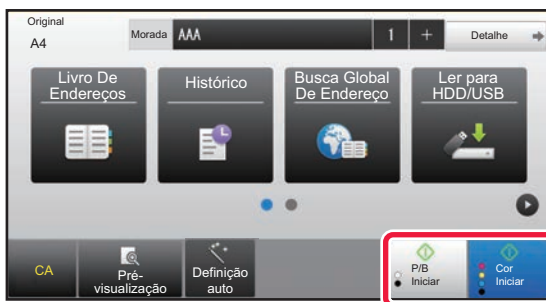 Original
A4
Morada AAA 1 + Detalhe
Livro De
Endereços
Histórico
Busca Global
De Endereço
Ler para
HDD/USB
CA
Pré-
visualização
Definição
auto
P/B
Iniciar
Cor
Iniciar